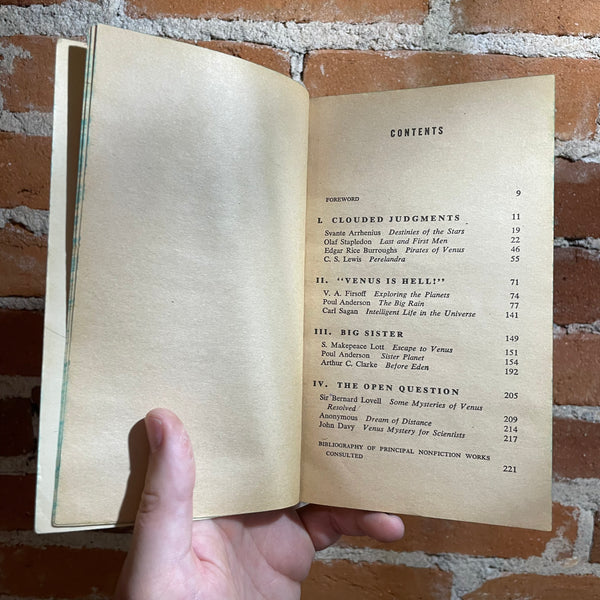 CONTENTS
FOREWORD 9
I. CLOUDED JUDGMENTS 11
Svante Arrhenius Destinies of the Stars 19
Olaf Stapledon Last and First Men 22
Edgar Rice Burroughs Pirates of Venus 46
C. S. Lewis Perelandra 55
II. "VENUS IS HELL!" 71
V. A. Firsoff Exploring the Planets 74
Poul Anderson The Big Rain 77
Carl Sagan Intelligent Life in the Universe 141
III. BIG SISTER 149
S. Makepeace Lott Escape to Venus 151
Poul Anderson Sister Planet 154
Arthur C. Clarke Before Eden 192
IV. THE OPEN QUESTION 205
Sir Bernard Lovell Some Mysteries of Venus
Resolved 209
Anonymous Dream of Distance 214
John Davy Venus Mystery for Scientists 217
BIBLIOGRAPHY OF PRINCIPAL NONFICTION WORKS
CONSULTED 221